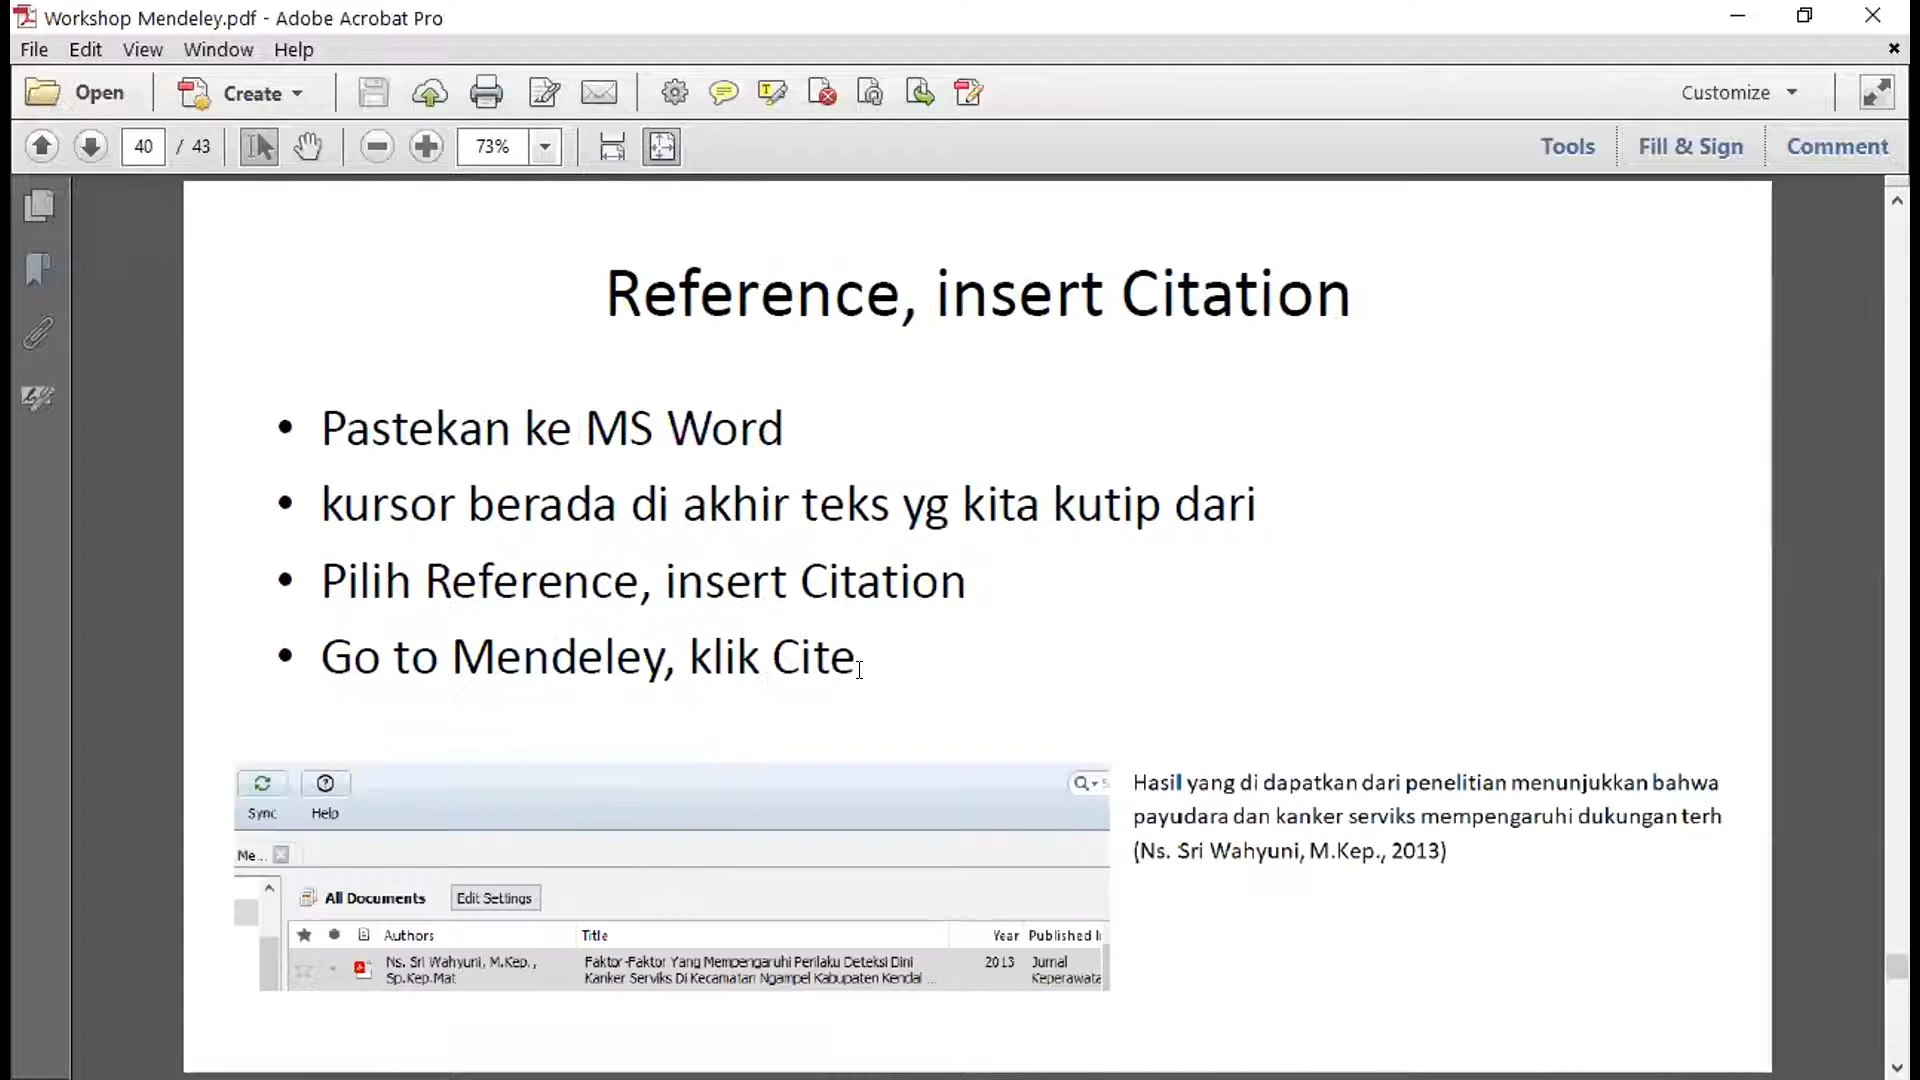 Workshop Mendeley.pdf - Adobe Acrobat Pro
File Edit View Window Help
Open Create Customize
40 / 43 73% Tools Fill & Sign Comment
Reference, insert Citation
• Pastekan ke MS Word
• kursor berada di akhir teks yg kita kutip dari
• Pilih Reference, insert Citation
• Go to Mendeley, klik Cite
Sync Help
Me...
All Documents Edit Settings
Authors Title Year Published I
Ns. Sri Wahyuni, M.Kep., Faktor-Faktor Yang Mempengaruhi Perilaku Deteksi Dini 2013 Jurnal
Sp.Kep.Mat Kanker Serviks Di Kecamatan Ngampel Kabupaten Kendal ... Keperawata
Hasil yang di dapatkan dari penelitian menunjukkan bahwa
payudara dan kanker serviks mempengaruhi dukungan terh
(Ns. Sri Wahyuni, M.Kep., 2013)